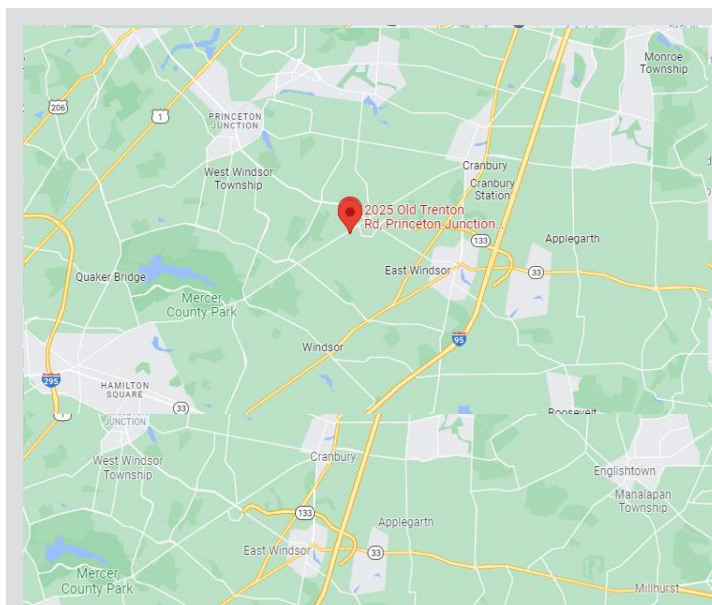 Monroe
Township
206
1
PRINCETON
JUNCTION
West Windsor
Township
Cranbury
Cranbury
Station
2025 Old Trenton
Rd, Princeton Junction...
133
Applegarth
East Windsor
33
Quaker Bridge
Mercer
County Park
Windsor
95
295
HAMILTON
SQUARE
33
Roosevelt
1
JUNCTION
West Windsor
Township
Cranbury
Englishtown
Manalapan
Township
133
Applegarth
East Windsor
33
Mercer
County Park
Millhurst